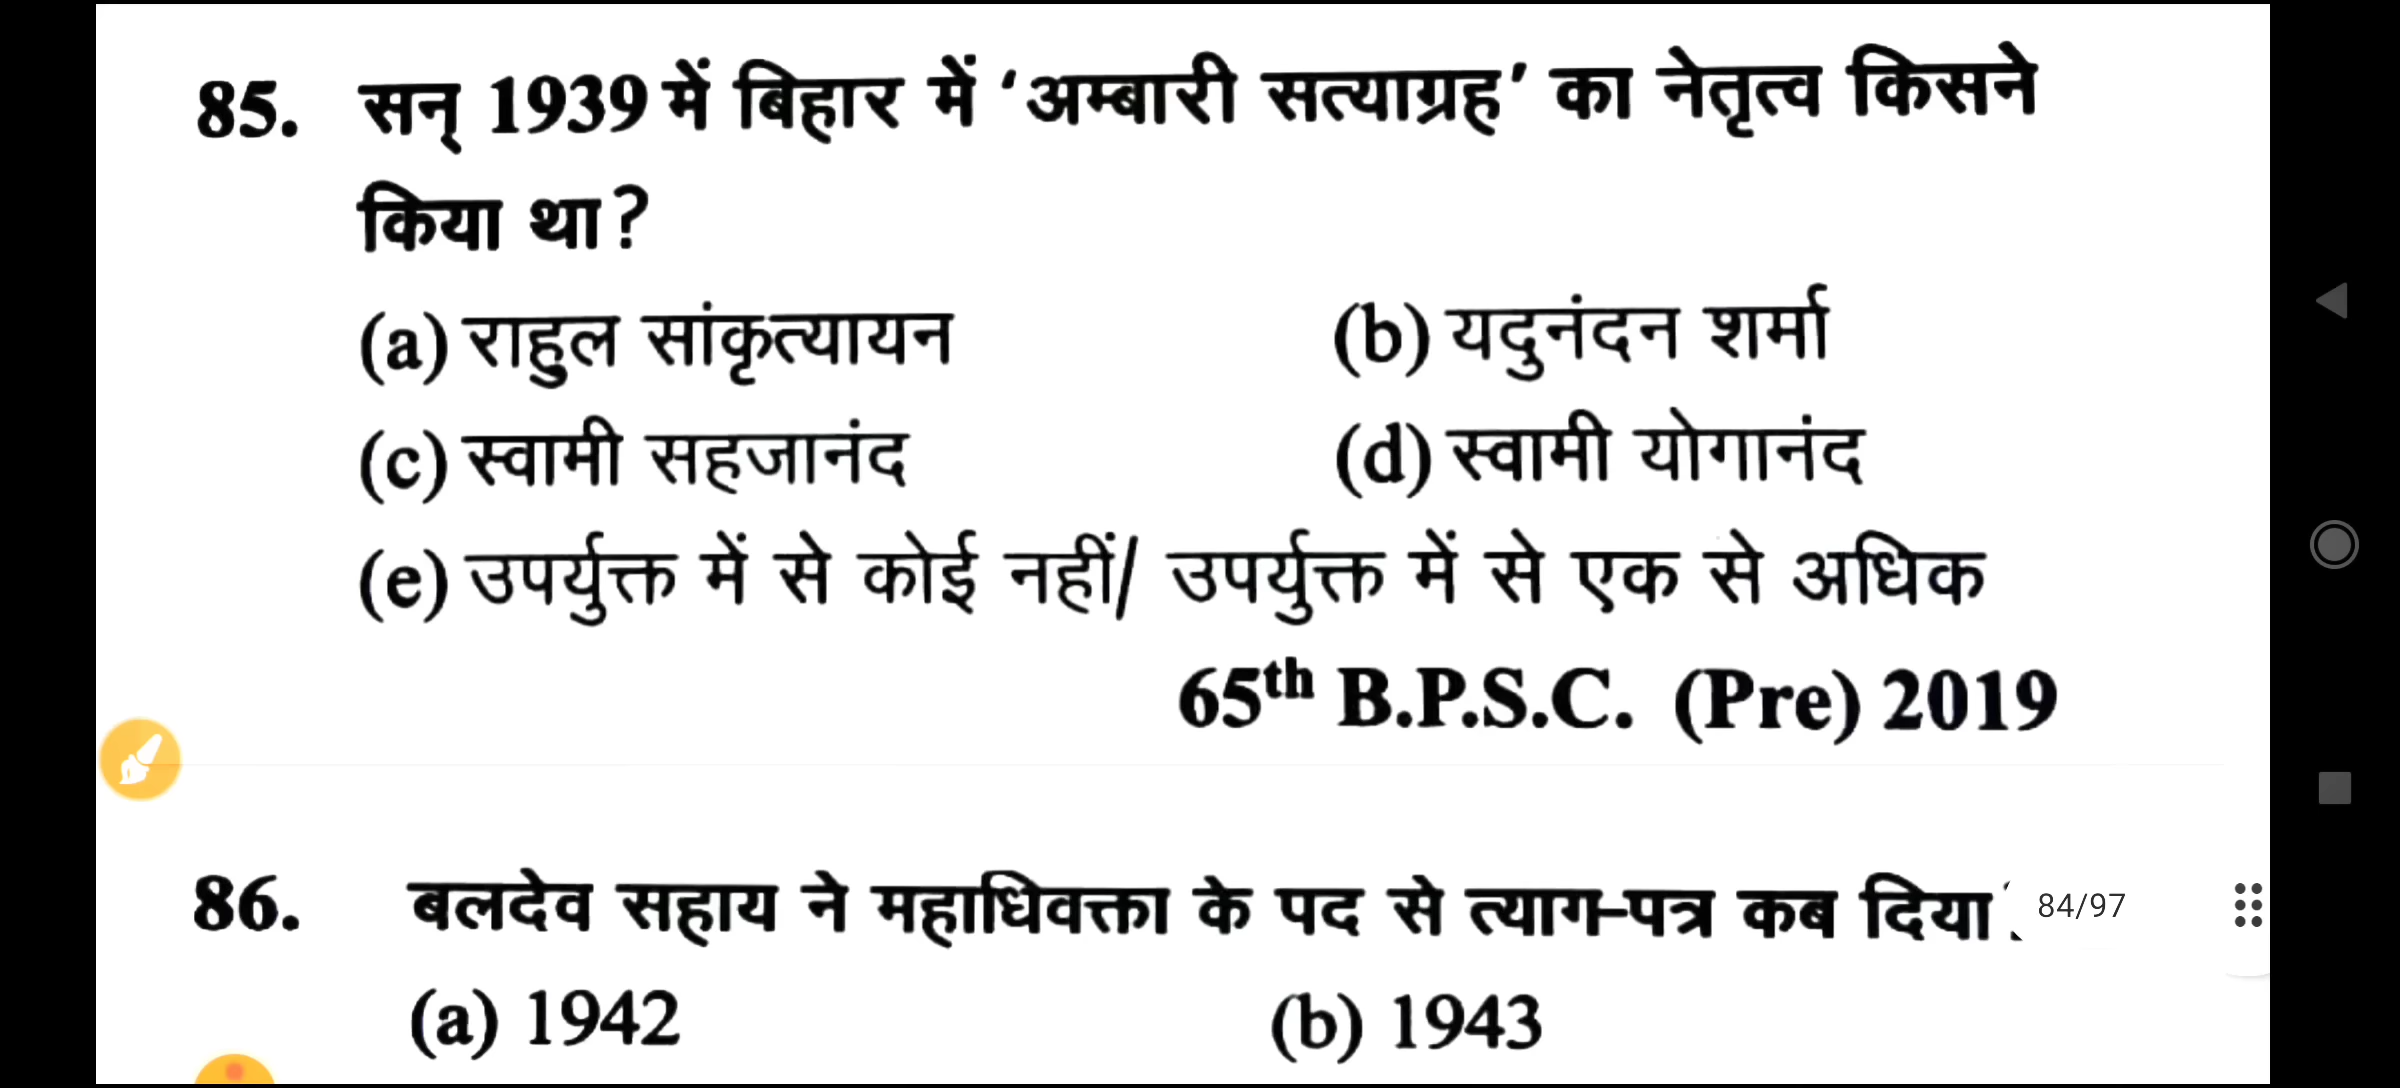 85. सन् 1939 में बिहार में ‘अम्बारी सत्याग्रह’ का नेतृत्व किसने
किया था?
(a) राहुल सांकृत्यायन (b) यदुनंदन शर्मा
(c) स्वामी सहजानंद (d) स्वामी योगानंद
(e) उपर्युक्त में से कोई नहीं/ उपर्युक्त में से एक से अधिक
65th B.P.S.C. (Pre) 2019
86. बलदेव सहाय ने महाधिवक्ता के पद से त्याग-पत्र कब दिया
84/97
(a) 1942 (b) 1943